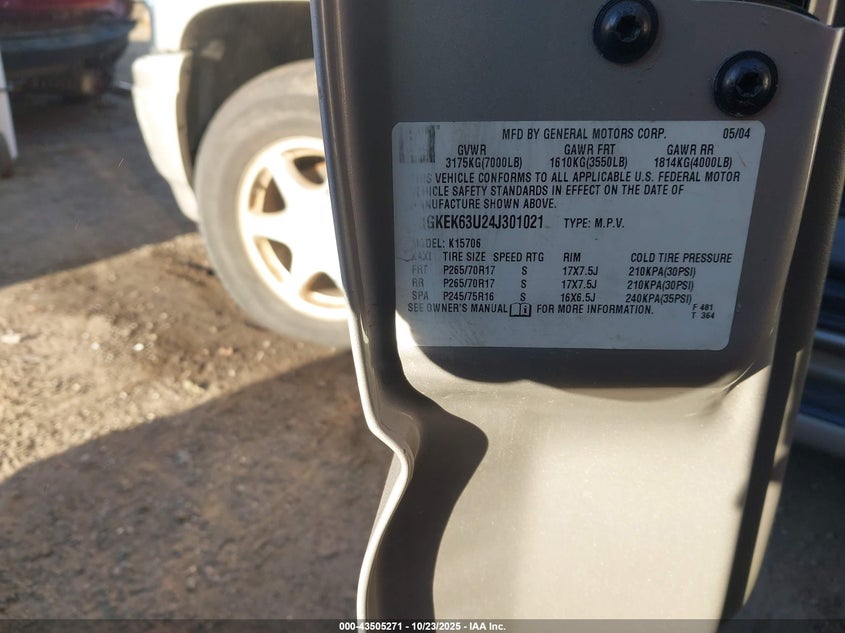 MFD BY GENERAL MOTORS CORP. 05/04
GVWR GAWR FRT GAWR RR
3175KG(7000LB) 1610KG(3550LB) 1814KG(4000LB)
THIS VEHICLE CONFORMS TO ALL APPLICABLE U.S. FEDERAL MOTOR
VEHICLE SAFETY STANDARDS IN EFFECT ON THE DATE OF
MANUFACTURE SHOWN ABOVE.
1GKEK63U24J301021 TYPE: M.P.V.
MODEL: K15706
TIRE SIZE SPEED RTG RIM COLD TIRE PRESSURE
FRT P265/70R17 S 17X7.5J 210KPA(30PSI)
RR P265/70R17 S 17X7.5J 210KPA(30PSI)
SPA P245/75R16 S 16X6.5J 240KPA(35PSI)
SEE OWNER'S MANUAL FOR MORE INFORMATION.
F 481
T 364
000-43505271 - 10/23/2025 - IAA Inc.